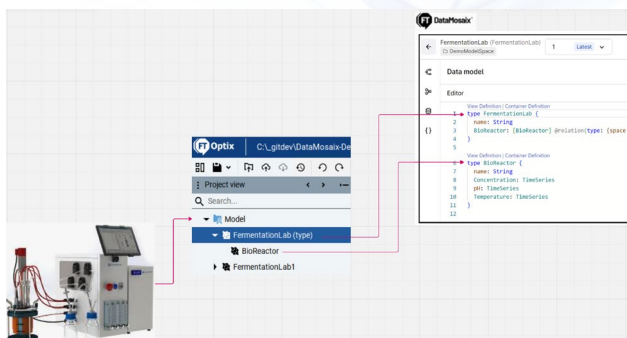 DataMosaix
FermentationLab (FermentationLab)
DemoModelSpace
1
Latest
Data model
Editor
View Definition | Container Definition
1 type FermentationLab {
2 name: String
3 BioReactor: [BioReactor] @relation(type: {space
4 }
5
View Definition | Container Definition
6 type BioReactor {
7 name: String
8 Concentration: TimeSeries
9 pH: TimeSeries
10 Temperature: TimeSeries
11 }
12
FT Optix
C:\_gitdev\DataMosaix-De
Project view
Search...
Model
FermentationLab (type)
BioReactor
FermentationLab1